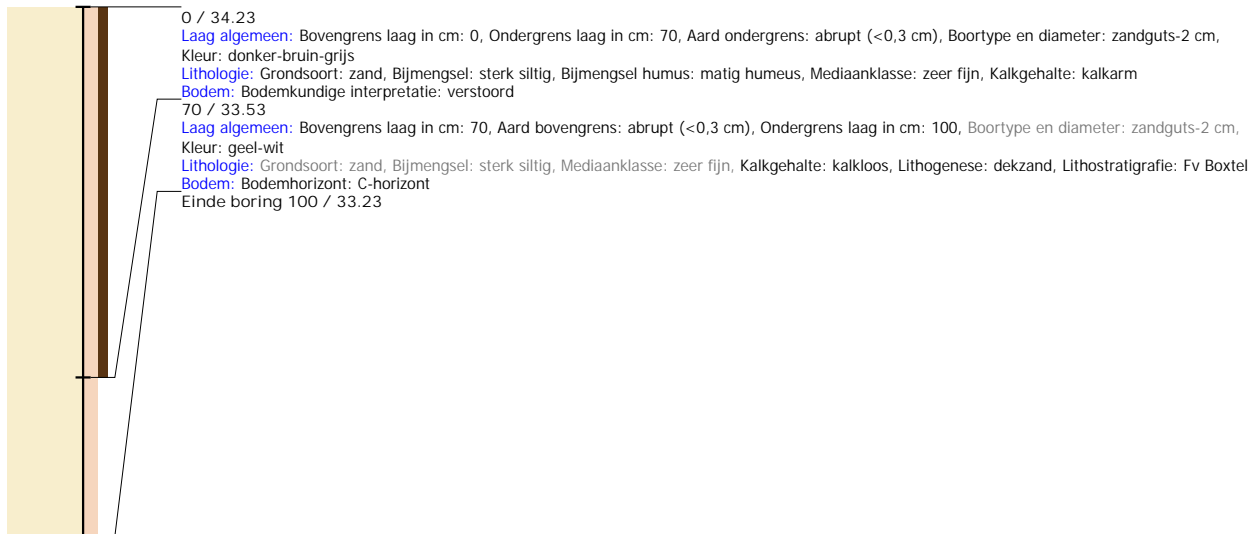 0 / 34.23
Laag algemeen: Bovengrens laag in cm: 0, Ondergrens laag in cm: 70, Aard ondergrens: abrupt (<0,3 cm), Boortype en diameter: zandguts-2 cm,
Kleur: donker-bruin-grijs
Lithologie: Grondsoort: zand, Bijmengsel: sterk siltig, Bijmengsel humus: matig humeus, Mediaanklasse: zeer fijn, Kalkgehalte: kalkarm
Bodem: Bodemkundige interpretatie: verstoord
70 / 33.53
Laag algemeen: Bovengrens laag in cm: 70, Aard bovengrens: abrupt (<0,3 cm), Ondergrens laag in cm: 100, Boortype en diameter: zandguts-2 cm,
Kleur: geel-wit
Lithologie: Grondsoort: zand, Bijmengsel: sterk siltig, Mediaanklasse: zeer fijn, Kalkgehalte: kalkloos, Lithogenese: dekzand, Lithostratigrafie: Fv Boxtel
Bodem: Bodemhorizont: C-horizont
Einde boring 100 / 33.23